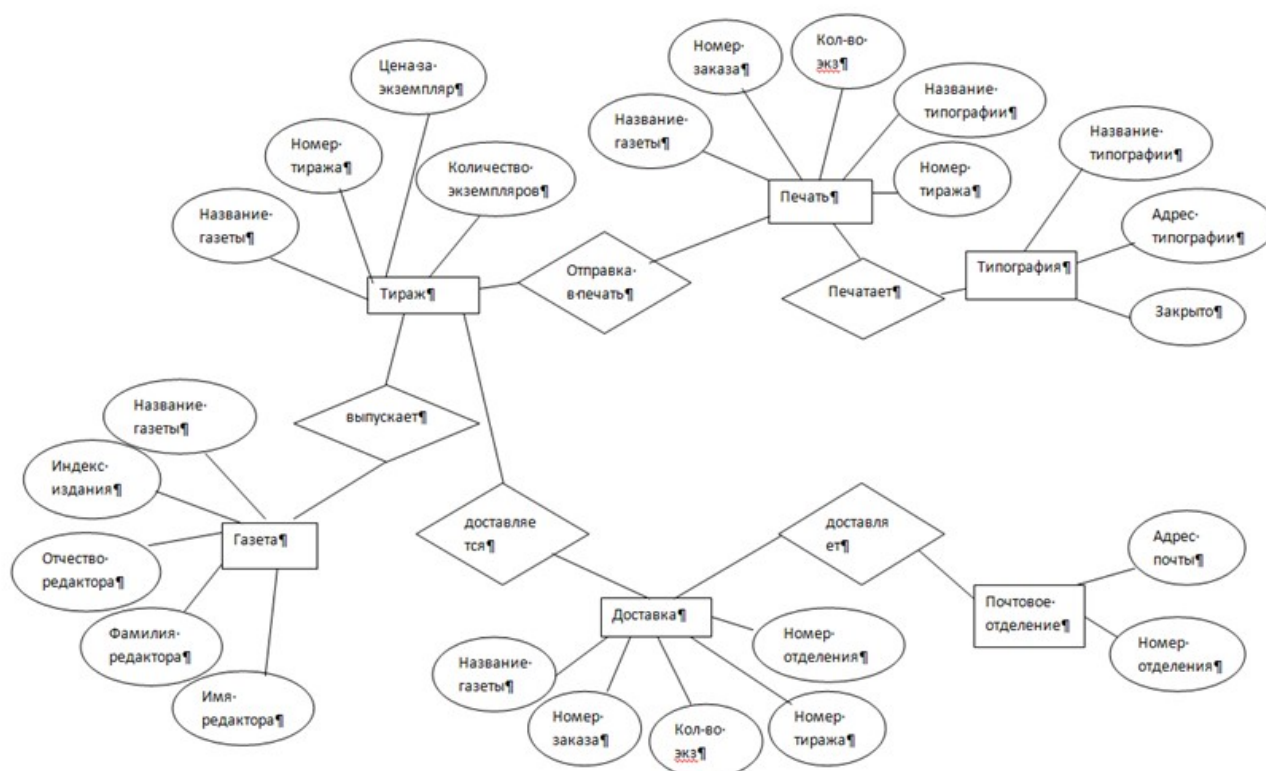 Номер·
заказа¶
Кол-во·
экз¶
Цена·за·
экземпляр¶
Название·
типографии¶
Название·
газеты¶
Название·
типографии¶
Номер·
тиража¶
Количество·
экземпляров¶
Номер·
тиража¶
Печать¶
Название·
газеты¶
Адрес·
типографии¶
Тираж¶
Отправка·
в·печать¶
Печатает¶
Типография¶
Закрыто¶
Название·
газеты¶
выпускает¶
Индекс·
издания¶
Газета¶
доставляе
тся¶
доставля
ет¶
Отчество·
редактора¶
Адрес·
почты¶
Фамилия·
редактора¶
Доставка¶
Почтовое·
отделение¶
Номер·
отделения¶
Номер·
отделения¶
Название·
газеты¶
Имя·
редактора¶
Номер·
заказа¶
Кол-во·
экз¶
Номер·
тиража¶